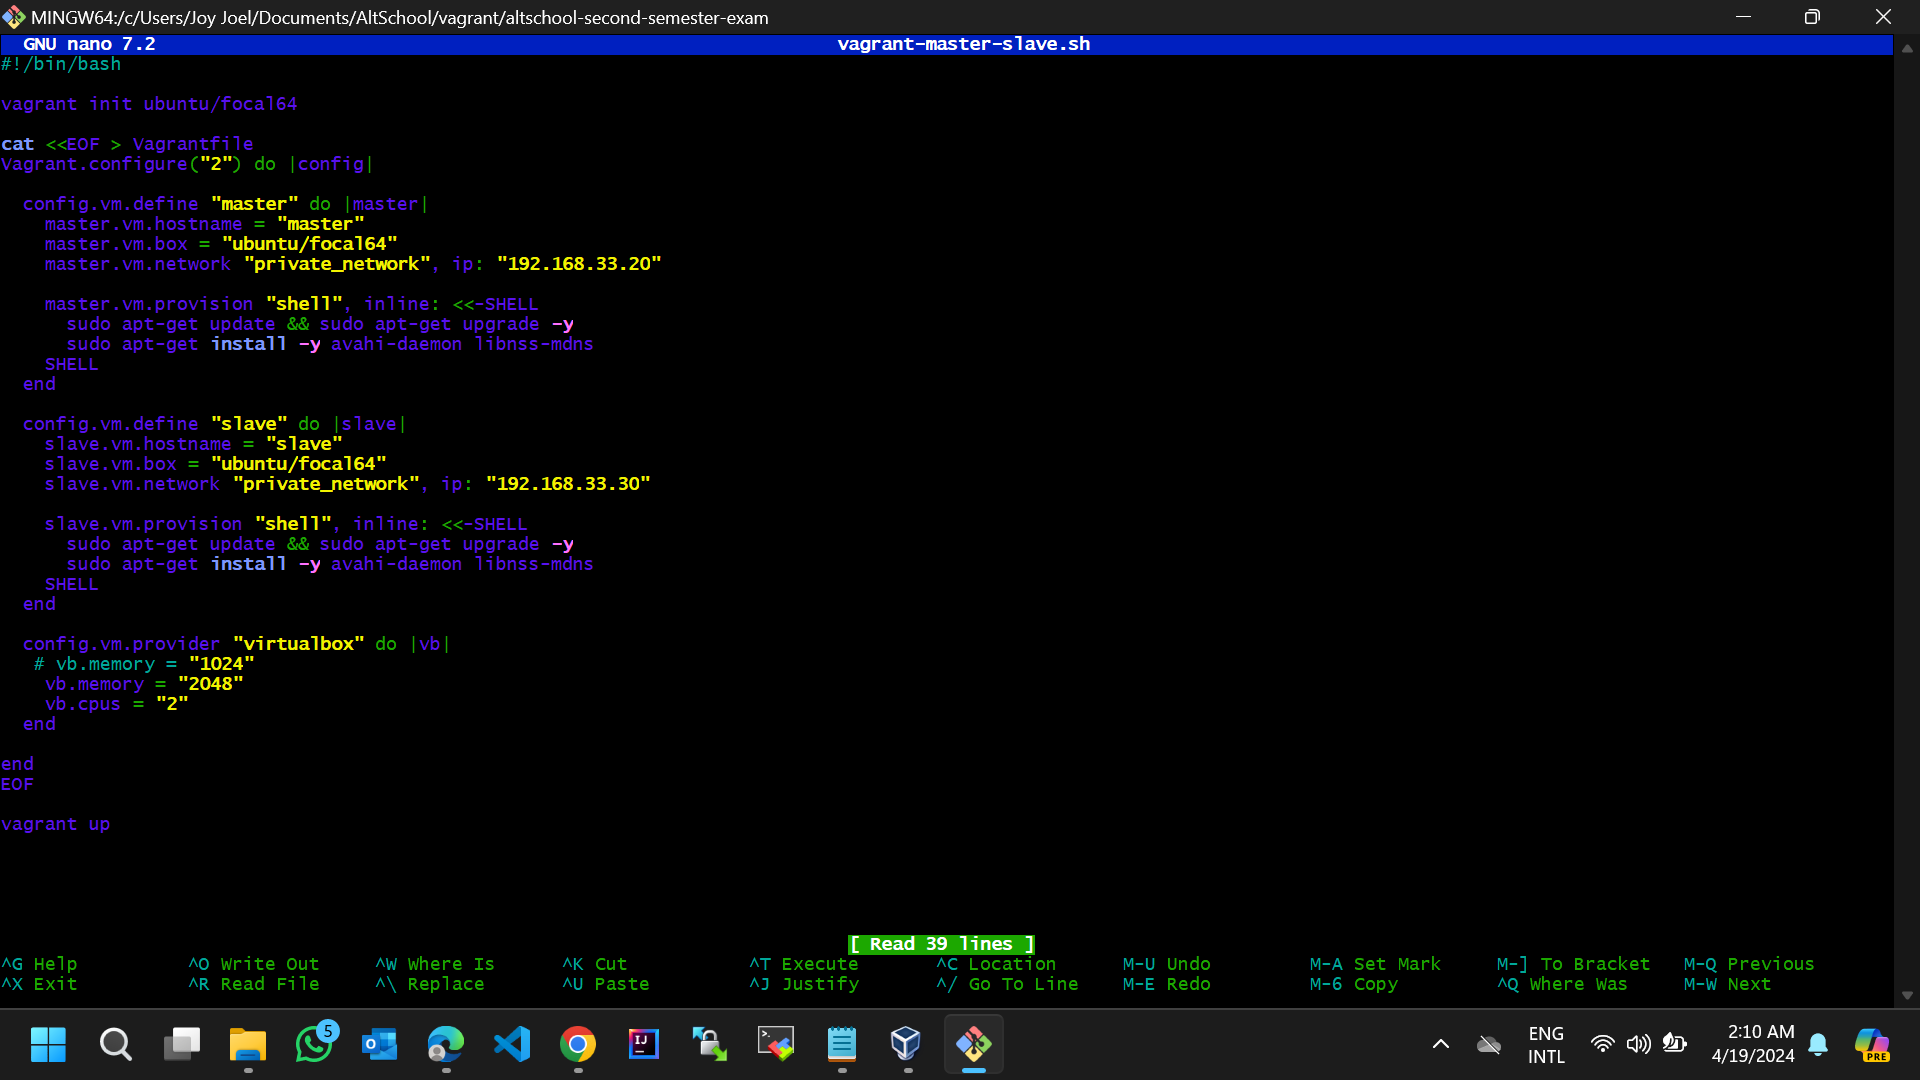 MINGW64:/c/Users/Joy Joel/Documents/AltSchool/vagrant/altschool-second-semester-exam
GNU nano 7.2 vagrant-master-slave.sh
#!/bin/bash

vagrant init ubuntu/focal64

cat <<EOF > Vagrantfile
Vagrant.configure("2") do |config|

  config.vm.define "master" do |master|
    master.vm.hostname = "master"
    master.vm.box = "ubuntu/focal64"
    master.vm.network "private_network", ip: "192.168.33.20"

    master.vm.provision "shell", inline: <<-SHELL
      sudo apt-get update && sudo apt-get upgrade -y
      sudo apt-get install -y avahi-daemon libnss-mdns
    SHELL
  end

  config.vm.define "slave" do |slave|
    slave.vm.hostname = "slave"
    slave.vm.box = "ubuntu/focal64"
    slave.vm.network "private_network", ip: "192.168.33.30"

    slave.vm.provision "shell", inline: <<-SHELL
      sudo apt-get update && sudo apt-get upgrade -y
      sudo apt-get install -y avahi-daemon libnss-mdns
    SHELL
  end

  config.vm.provider "virtualbox" do |vb|
   # vb.memory = "1024"
    vb.memory = "2048"
    vb.cpus = "2"
  end

end
EOF

vagrant up

[ Read 39 lines ]
^G Help ^O Write Out ^W Where Is ^K Cut ^T Execute ^C Location M-U Undo M-A Set Mark M-] To Bracket M-Q Previous
^X Exit ^R Read File ^\ Replace ^U Paste ^J Justify ^/ Go To Line M-E Redo M-6 Copy ^Q Where Was M-W Next
5
IJ
ENG
INTL
2:10 AM
4/19/2024
PRE